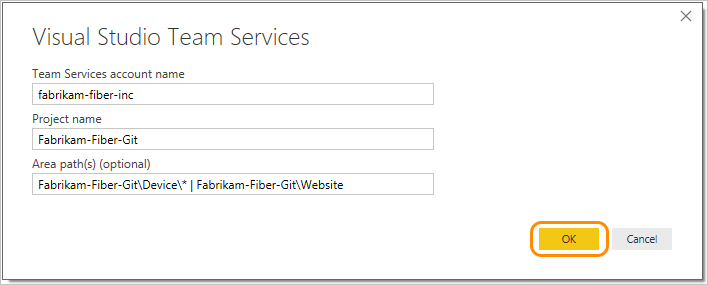 Visual Studio Team Services
Team Services account name
fabrikam-fiber-inc
Project name
Fabrikam-Fiber-Git
Area path(s) (optional)
Fabrikam-Fiber-Git\Device\* | Fabrikam-Fiber-Git\Website
OK Cancel